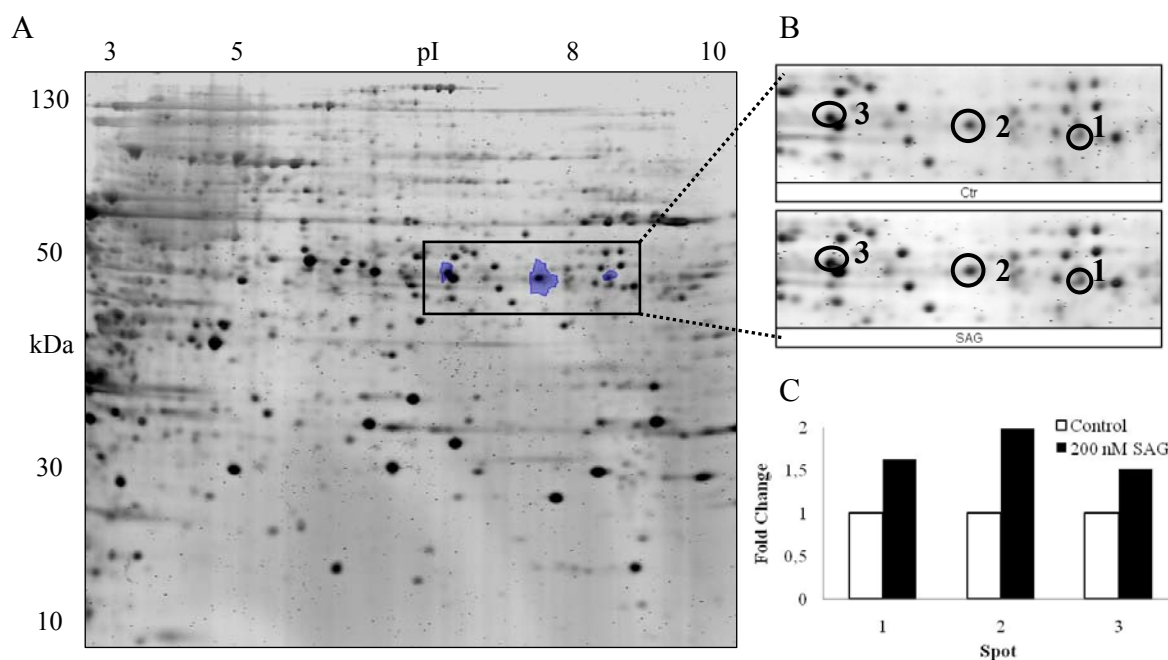 A
3 5 pI 8 10
130
50
kDa
30
10
B
3 2 1
Ctr
3 2 1
SAG
C
Control
200 nM SAG
2
1,5
1
0,5
0
Fold Change
1 2 3
Spot